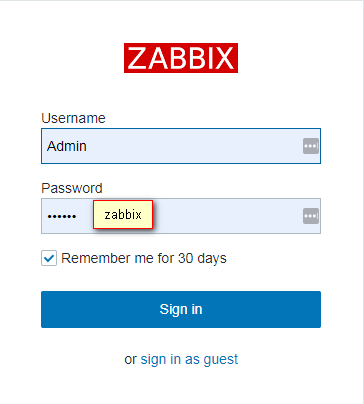 ZABBIX
Username
Admin
Password
•••••• zabbix
Remember me for 30 days
Sign in
or sign in as guest